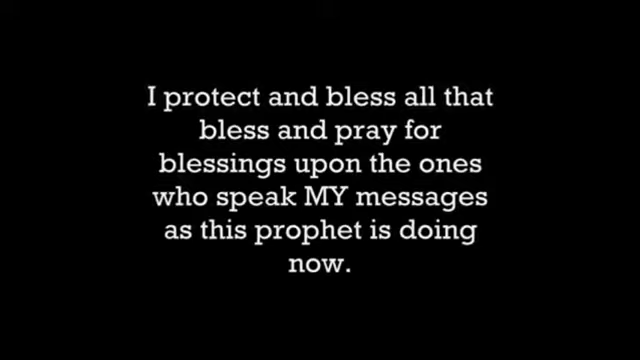 I protect and bless all that
bless and pray for
blessings upon the ones
who speak MY messages
as this prophet is doing
now.